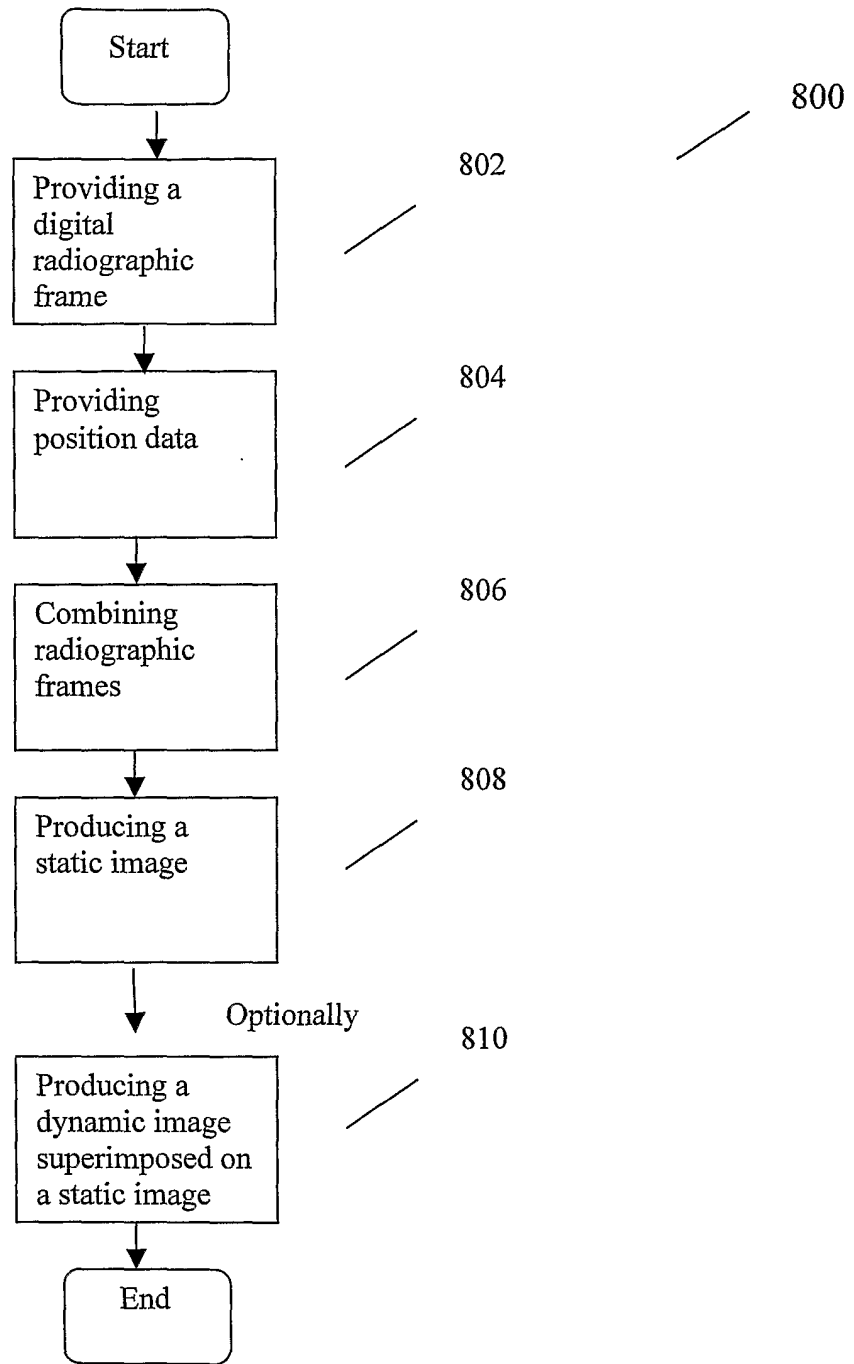 Start
800
802
Providing a
digital
radiographic
frame
804
Providing
position data
806
Combining
radiographic
frames
808
Producing a
static image
Optionally
810
Producing a
dynamic image
superimposed on
a static image
End